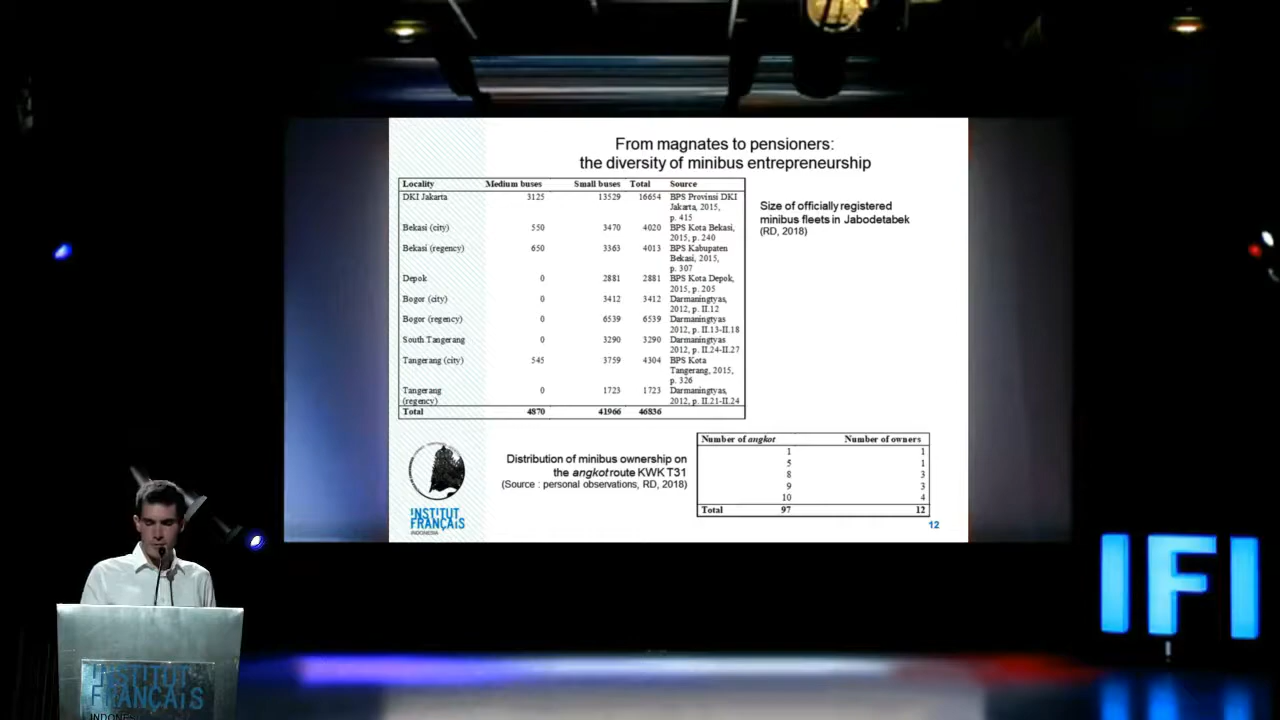 From magnates to pensioners:
the diversity of minibus entrepreneurship
Locality Medium buses Small buses Total Source
DKI Jakarta 3125 13529 16654 BPS Provinsi DKI
Jakarta, 2015,
p. 415
Bekasi (city) 550 3470 4020 BPS Kota Bekasi,
2015, p. 240
Bekasi (regency) 650 3363 4013 BPS Kabupaten
Bekasi, 2015,
p. 307
Depok 0 2881 2881 BPS Kota Depok,
2015, p. 205
Bogor (city) 0 3412 3412 Darmaningtyas,
2012, p. II.12
Bogor (regency) 0 6539 6539 Darmaningtyas
2012, p. II.13-II.18
South Tangerang 0 3290 3290 Darmaningtyas
2012, p. II.24-II.27
Tangerang (city) 545 3759 4304 BPS Kota
Tangerang, 2015,
p. 326
Tangerang 0 1723 1723 Darmaningtyas,
(regency) 2012, p. II.21-II.24
Total 4870 41966 46836
Size of officially registered
minibus fleets in Jabodetabek
(RD, 2018)
Distribution of minibus ownership on
the angkot route KWK T31
(Source : personal observations, RD, 2018)
Number of angkot Number of owners
1 1
5 1
8 3
9 3
10 4
Total 97 12
INSTITUT
FRANÇAIS
INDONESIA
12
IFI
INSTITUT
FRANÇAIS
INDONES